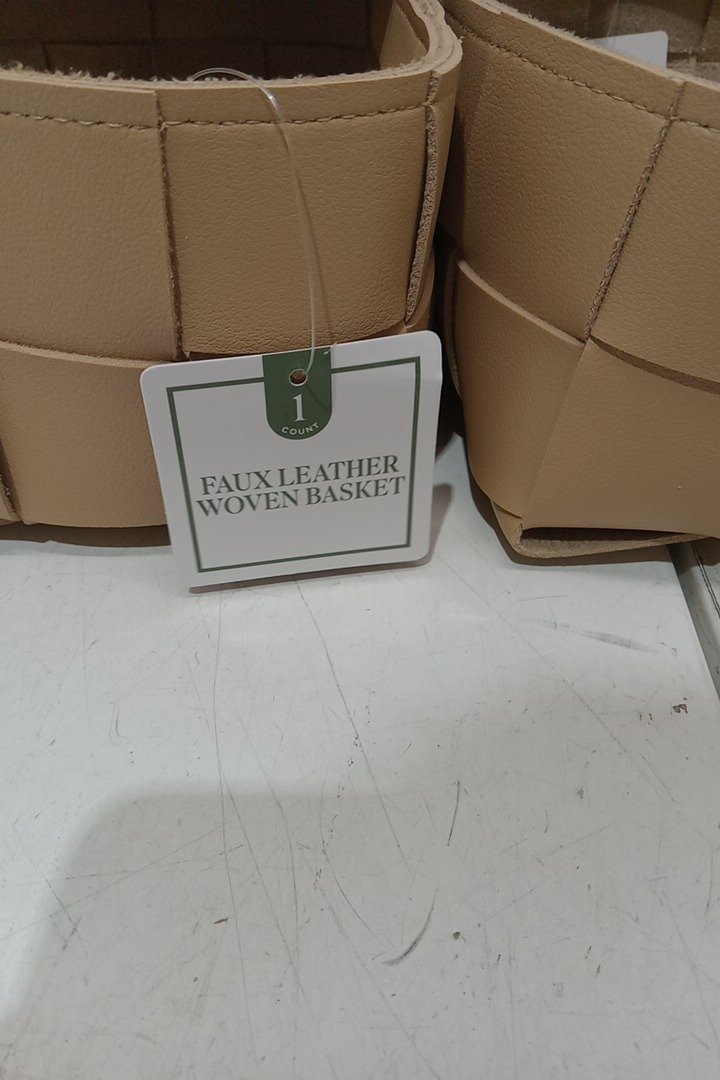 1
COUNT
FAUX LEATHER
WOVEN BASKET